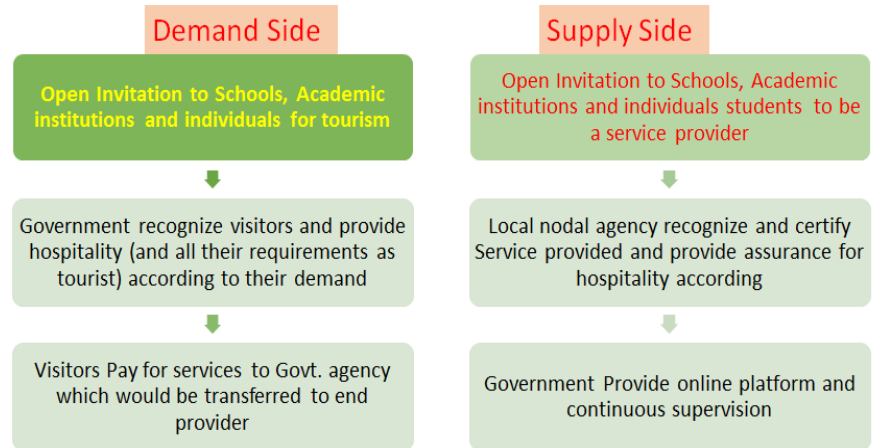 Demand Side
Open Invitation to Schools, Academic
institutions and individuals for tourism
Government recognize visitors and provide
hospitality (and all their requirements as
tourist) according to their demand
Visitors Pay for services to Govt. agency
which would be transferred to end
provider
Supply Side
Open Invitation to Schools, Academic
institutions and individuals students to be
a service provider
Local nodal agency recognize and certify
Service provided and provide assurance for
hospitality according
Government Provide online platform and
continuous supervision